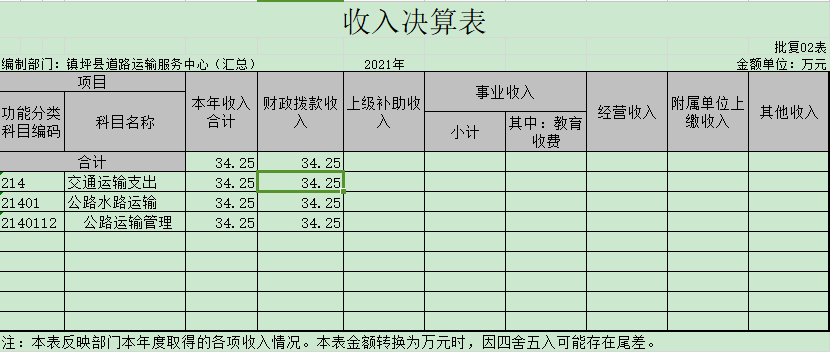 收入决算表
批复02表
编制部门：镇坪县道路运输服务中心（汇总） 2021年 金额单位：万元
项目 本年收入合计 财政拨款收入 上级补助收入 事业收入 经营收入 附属单位上缴收入 其他收入
功能分类科目编码 科目名称 小计 其中：教育收费
合计 34.25 34.25
214 交通运输支出 34.25 34.25
21401 公路水路运输 34.25 34.25
2140112 公路运输管理 34.25 34.25
注：本表反映部门本年度取得的各项收入情况。本表金额转换为万元时，因四舍五入可能存在尾差。